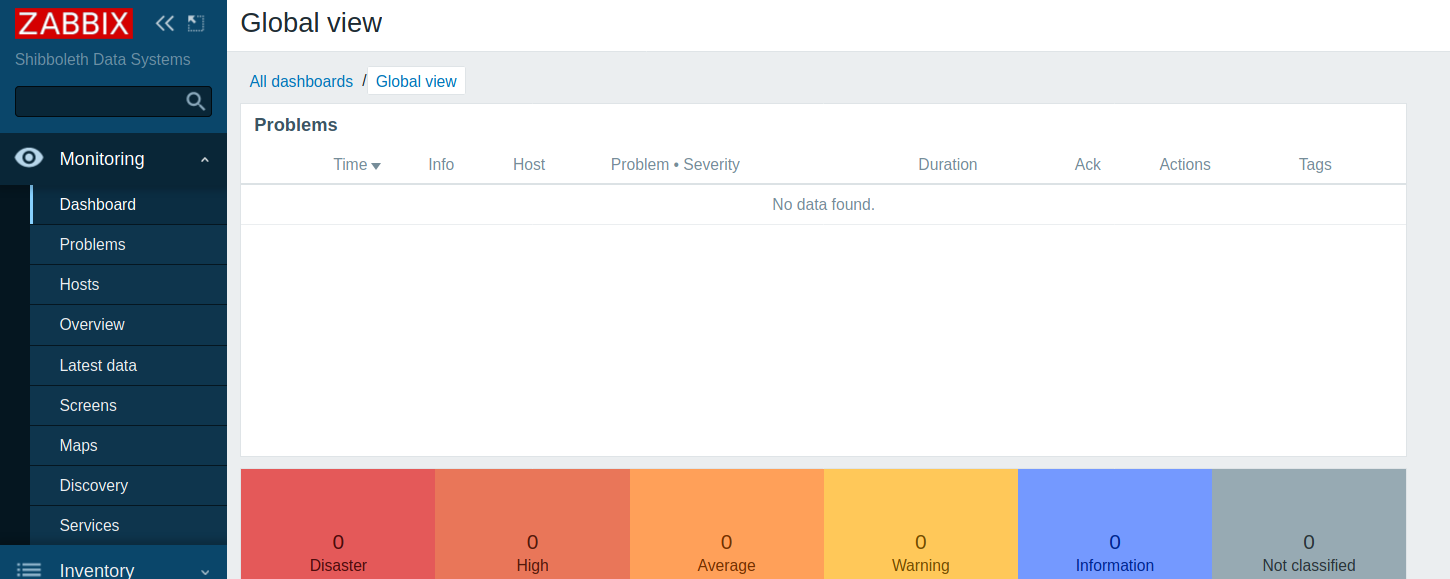 ZABBIX
Shibboleth Data Systems
Monitoring
Dashboard
Problems
Hosts
Overview
Latest data
Screens
Maps
Discovery
Services
Inventory
Global view
All dashboards / Global view
Problems
Time Info Host Problem • Severity Duration Ack Actions Tags
No data found.
0 0 0 0 0 0
Disaster High Average Warning Information Not classified